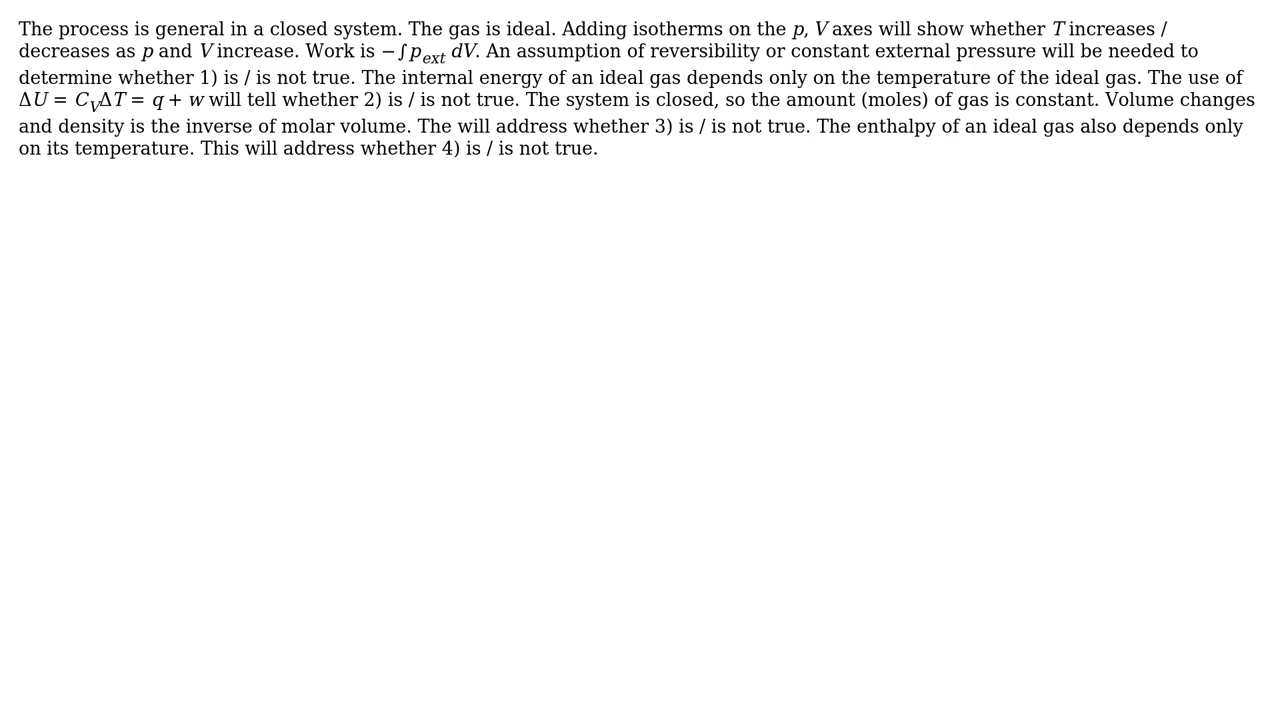 The process is general in a closed system. The gas is ideal. Adding isotherms on the p, V axes will show whether T increases /
decreases as p and V increase. Work is −∫p_ext dV. An assumption of reversibility or constant external pressure will be needed to
determine whether 1) is / is not true. The internal energy of an ideal gas depends only on the temperature of the ideal gas. The use of
ΔU = C_VΔT = q + w will tell whether 2) is / is not true. The system is closed, so the amount (moles) of gas is constant. Volume changes
and density is the inverse of molar volume. The will address whether 3) is / is not true. The enthalpy of an ideal gas also depends only
on its temperature. This will address whether 4) is / is not true.